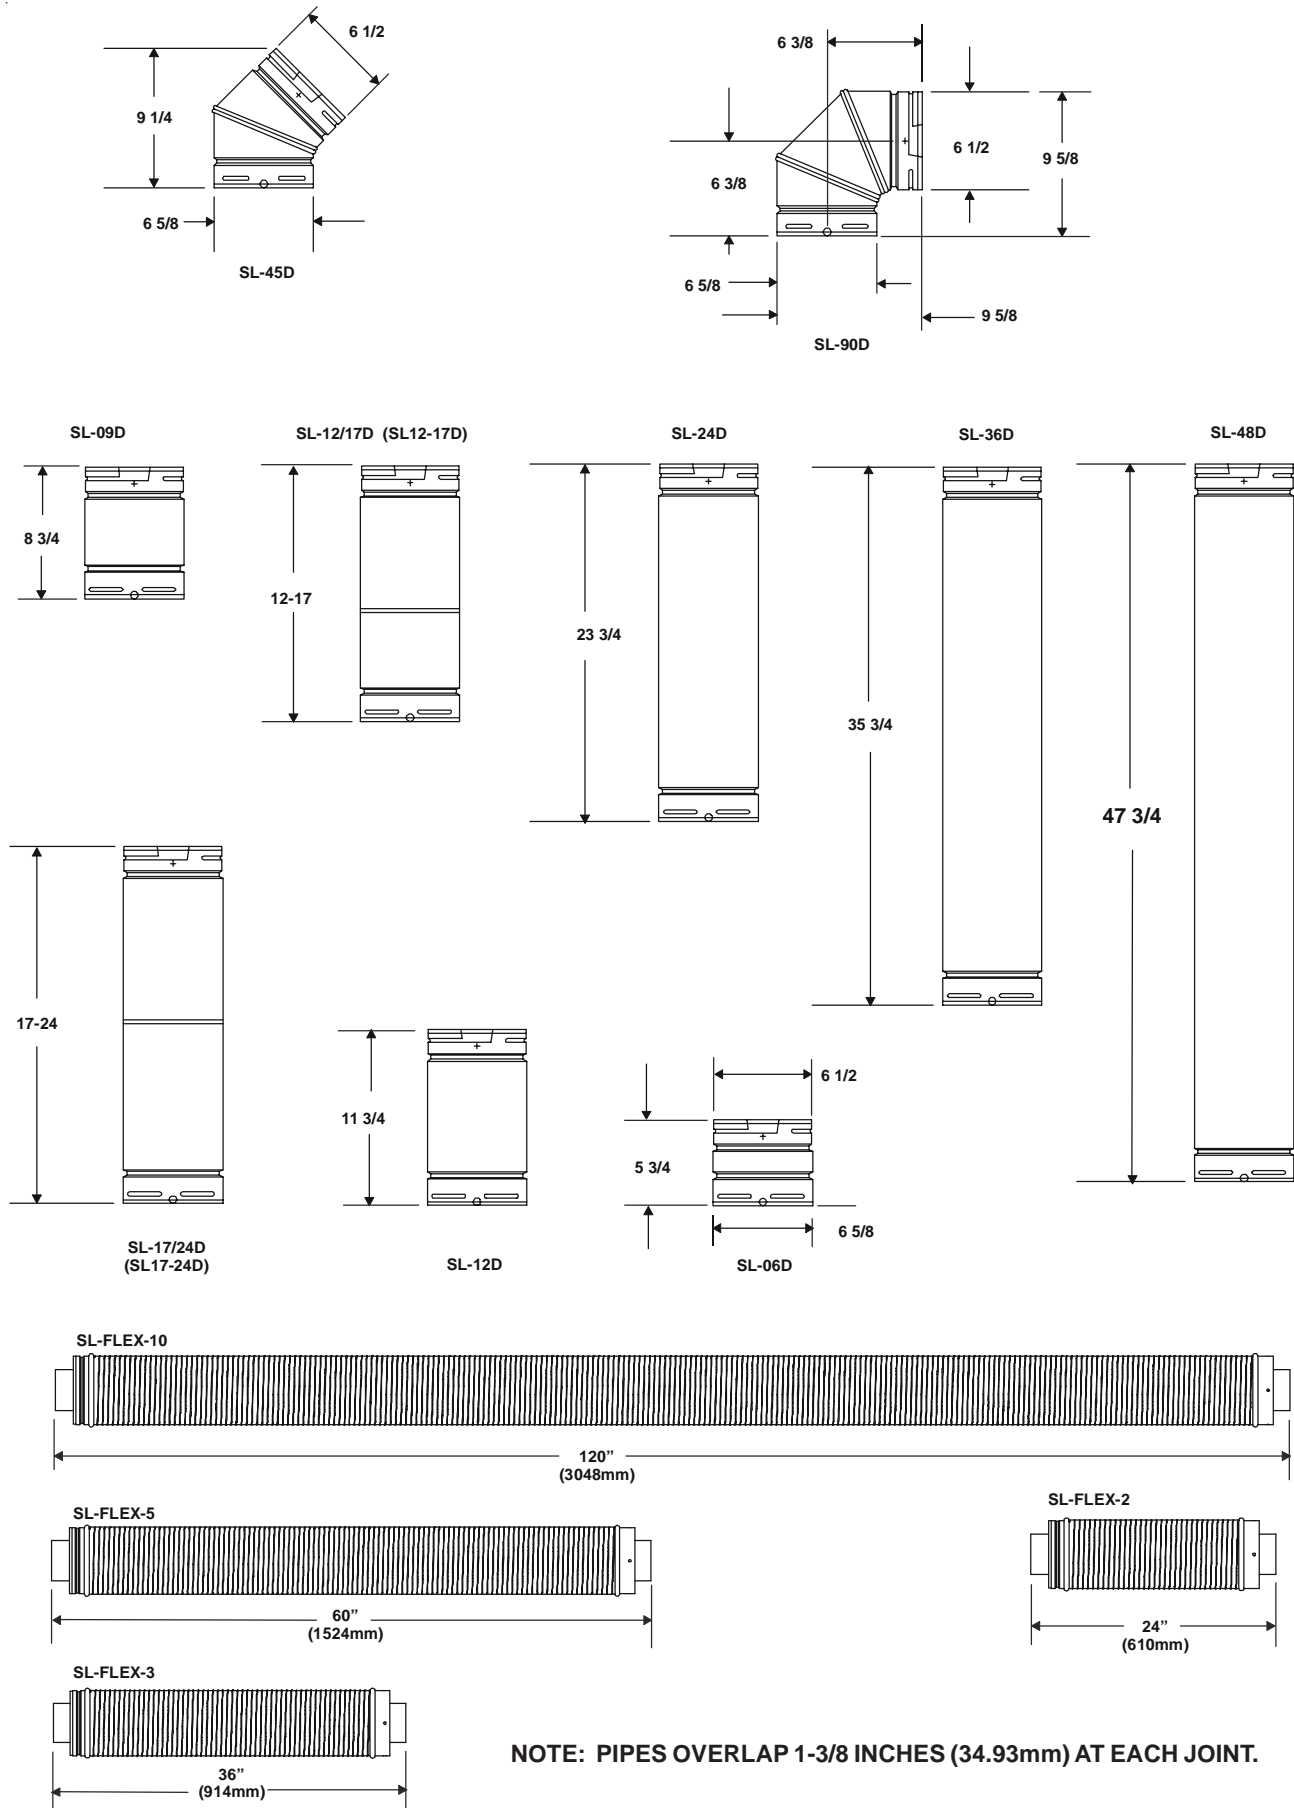 6 1/2
9 1/4
6 5/8
SL-45D
6 3/8
6 1/2
9 5/8
6 3/8
6 5/8
9 5/8
SL-90D
SL-09D
8 3/4
SL-12/17D (SL12-17D)
12-17
SL-24D
23 3/4
SL-36D
35 3/4
SL-48D
47 3/4
17-24
SL-17/24D
(SL17-24D)
11 3/4
SL-12D
6 1/2
5 3/4
6 5/8
SL-06D
SL-FLEX-10
120”
(3048mm)
SL-FLEX-5
60”
(1524mm)
SL-FLEX-2
24”
(610mm)
SL-FLEX-3
36”
(914mm)
NOTE: PIPES OVERLAP 1-3/8 INCHES (34.93mm) AT EACH JOINT.